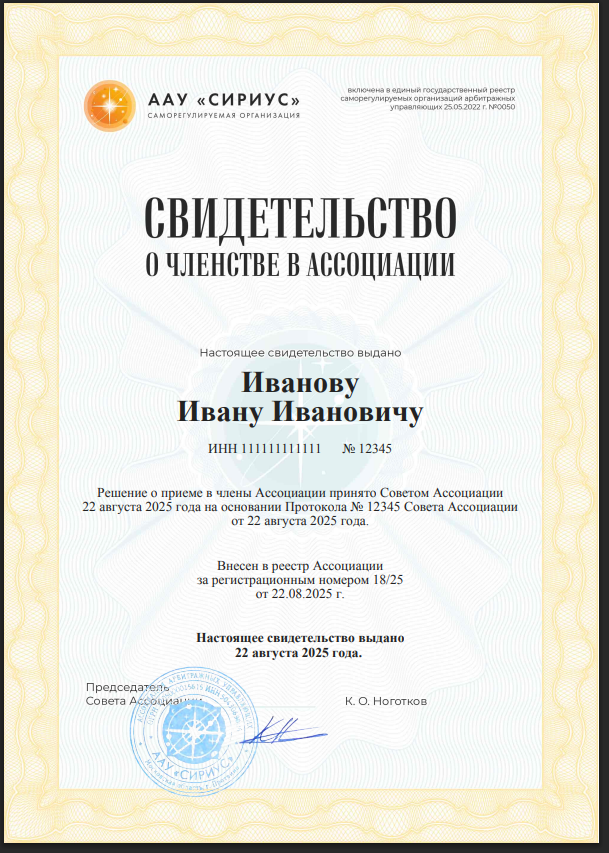 ААУ «СИРИУС»
САМОРЕГУЛИРУЕМАЯ ОРГАНИЗАЦИЯ
включена в единый государственный реестр
саморегулируемых организаций арбитражных
управляющих 25.05.2022 г. №0050
СВИДЕТЕЛЬСТВО
О ЧЛЕНСТВЕ В АССОЦИАЦИИ
Настоящее свидетельство выдано
Иванову
Ивану Ивановичу
ИНН 111111111111 № 12345
Решение о приеме в члены Ассоциации принято Советом Ассоциации
22 августа 2025 года на основании Протокола № 12345 Совета Ассоциации
от 22 августа 2025 года.
Внесен в реестр Ассоциации
за регистрационным номером 18/25
от 22.08.2025 г.
Настоящее свидетельство выдано
22 августа 2025 года.
Председатель
Совета Ассоциации
К. О. Ноготков
ААУ «СИРИУС»